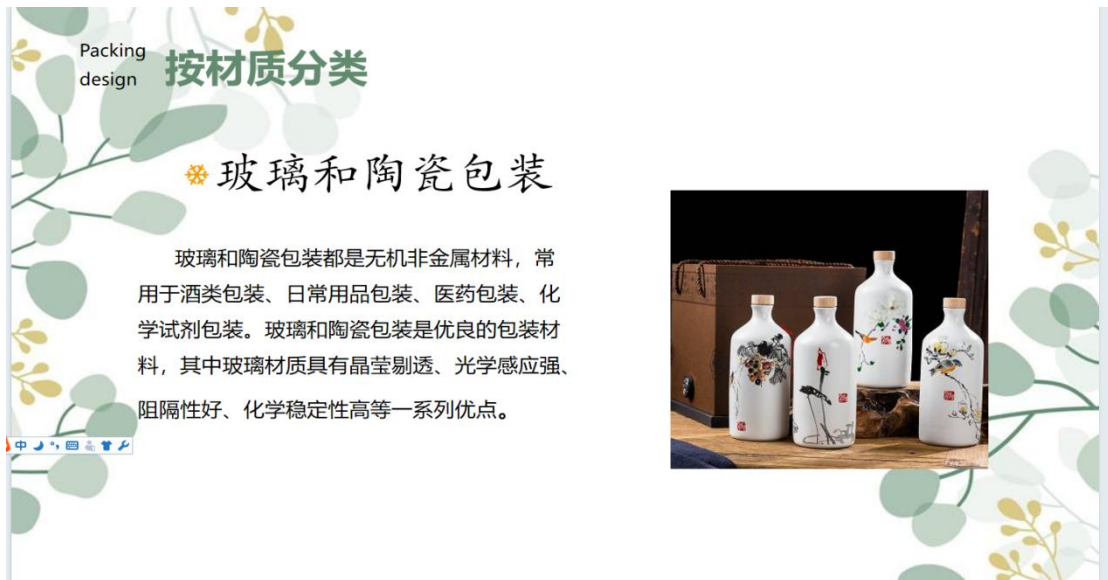 Packing
design
按材质分类
玻璃和陶瓷包装
玻璃和陶瓷包装都是无机非金属材料，常
用于酒类包装、日常用品包装、医药包装、化
学试剂包装。玻璃和陶瓷包装是优良的包装材
料，其中玻璃材质具有晶莹剔透、光学感应强、
阻隔性好、化学稳定性高等一系列优点。
中